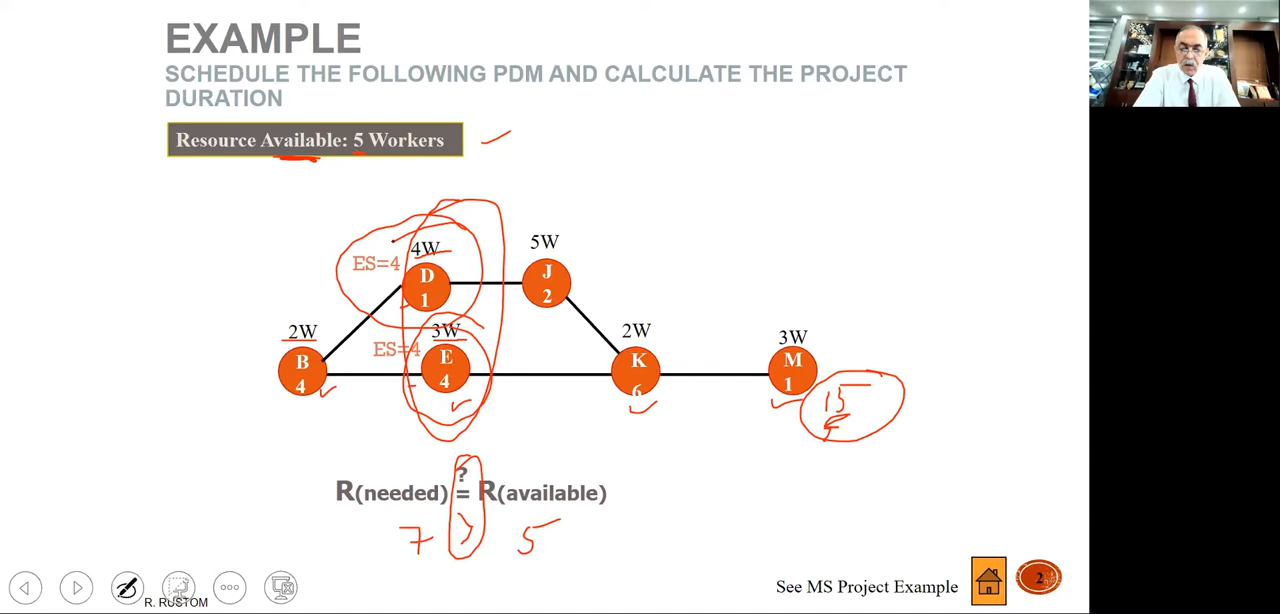 EXAMPLE
SCHEDULE THE FOLLOWING PDM AND CALCULATE THE PROJECT
DURATION
Resource Available: 5 Workers
4W
5W
ES=4
D
1
J
2
2W
3W
2W
3W
ES=4
B
4
E
4
K
6
M
1
15
?
R(needed) = R(available)
7 > 5
See MS Project Example
2
R. RUSTOM